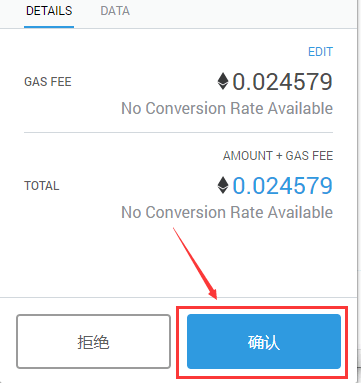 DETAILS DATA
EDIT
GAS FEE 0.024579
No Conversion Rate Available
AMOUNT + GAS FEE
TOTAL 0.024579
No Conversion Rate Available
拒绝 确认